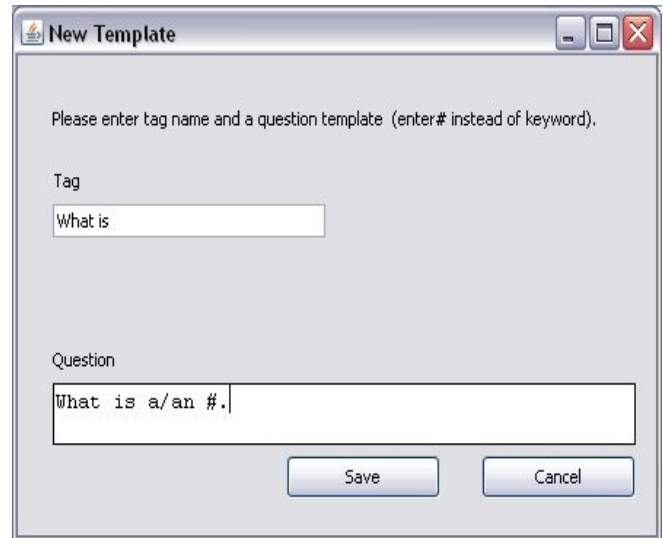 New Template
Please enter tag name and a question template (enter# instead of keyword).
Tag
What is
Question
What is a/an #.
Save Cancel